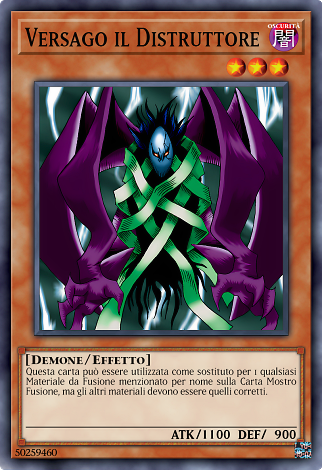 VERSAGO IL DISTRUTTORE
OSCURITÀ
闇
[DEMONE/EFFETTO]
Questa carta può essere utilizzata come sostituto per 1 qualsiasi
Materiale da Fusione menzionato per nome sulla Carta Mostro
Fusione, ma gli altri materiali devono essere quelli corretti.
ATK/1100 DEF/ 900
50259460